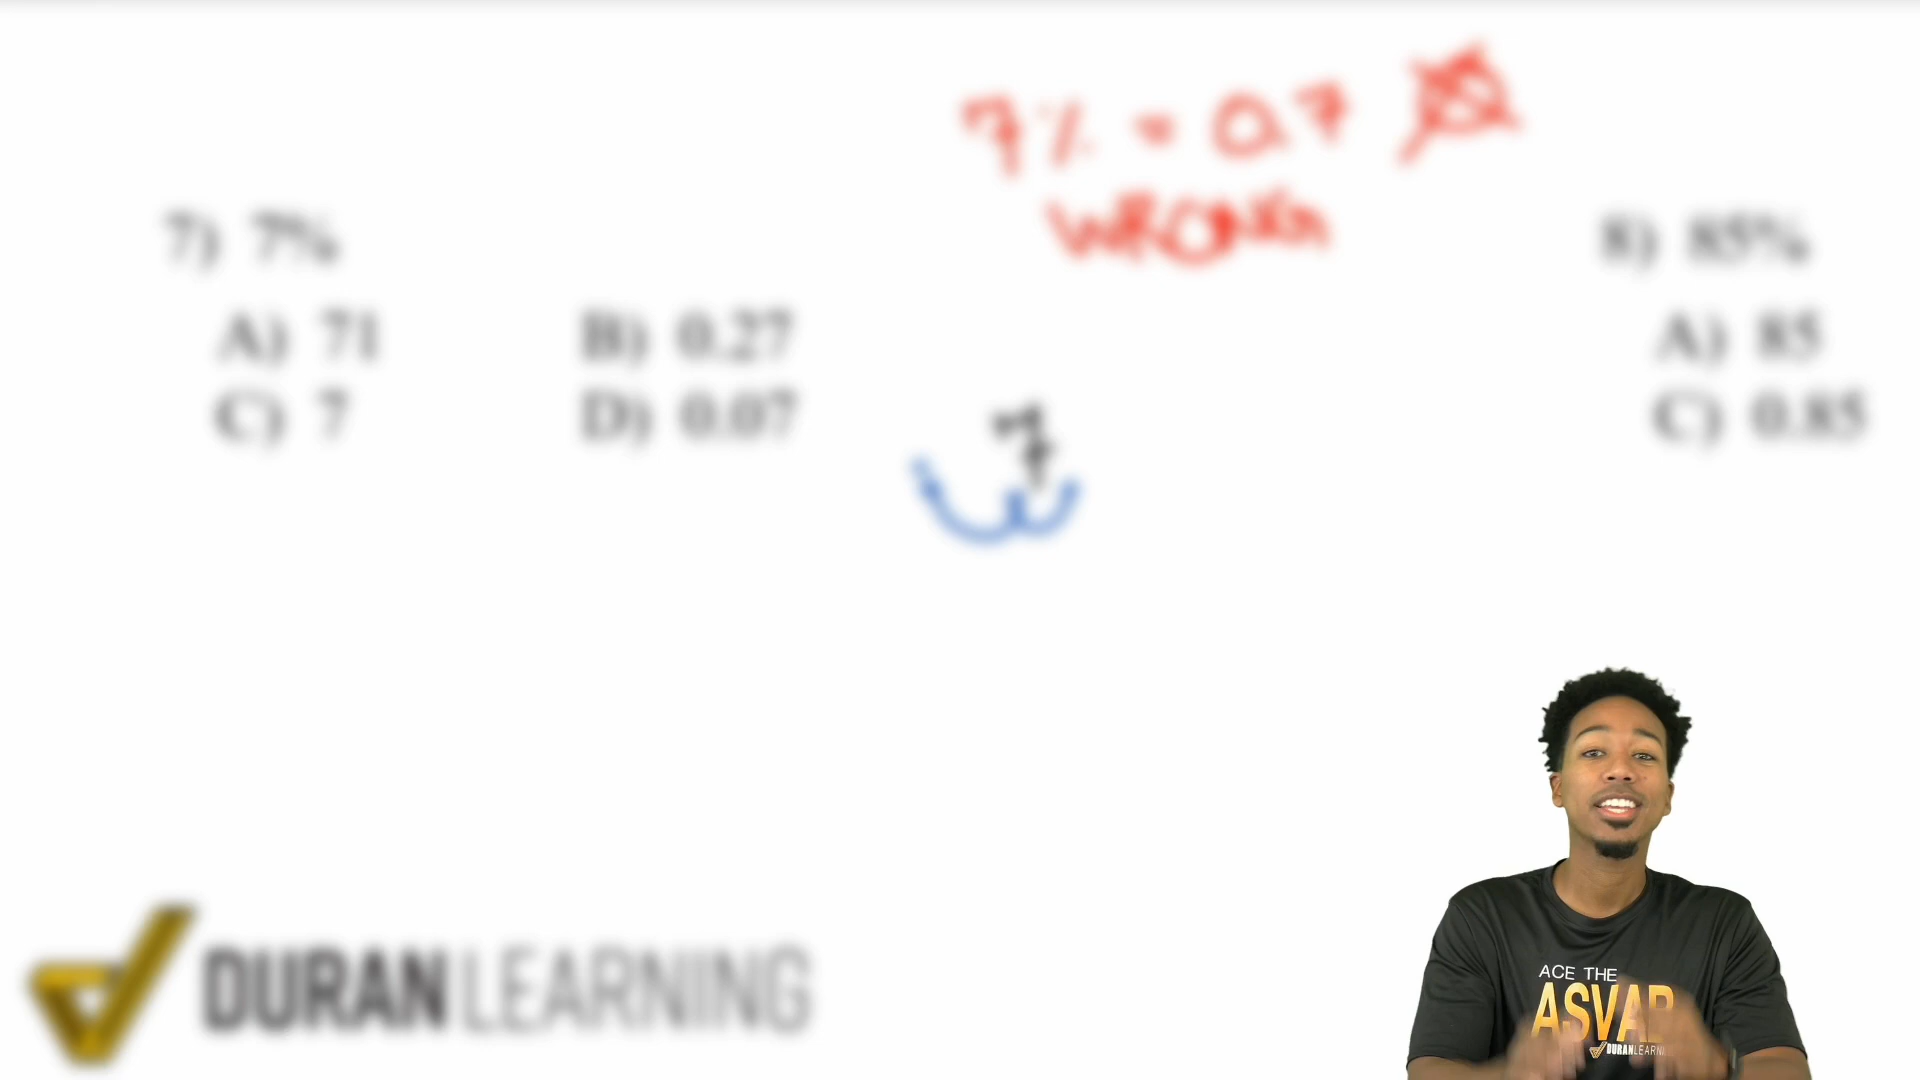 7% = 0.7
WRONG
7) 7%
A) 71
B) 0.27
C) 7
D) 0.07
7
8) 85%
A) 85
C) 0.85
DURAN LEARNING
ACE THE
ASVAB
DURANLEARNI